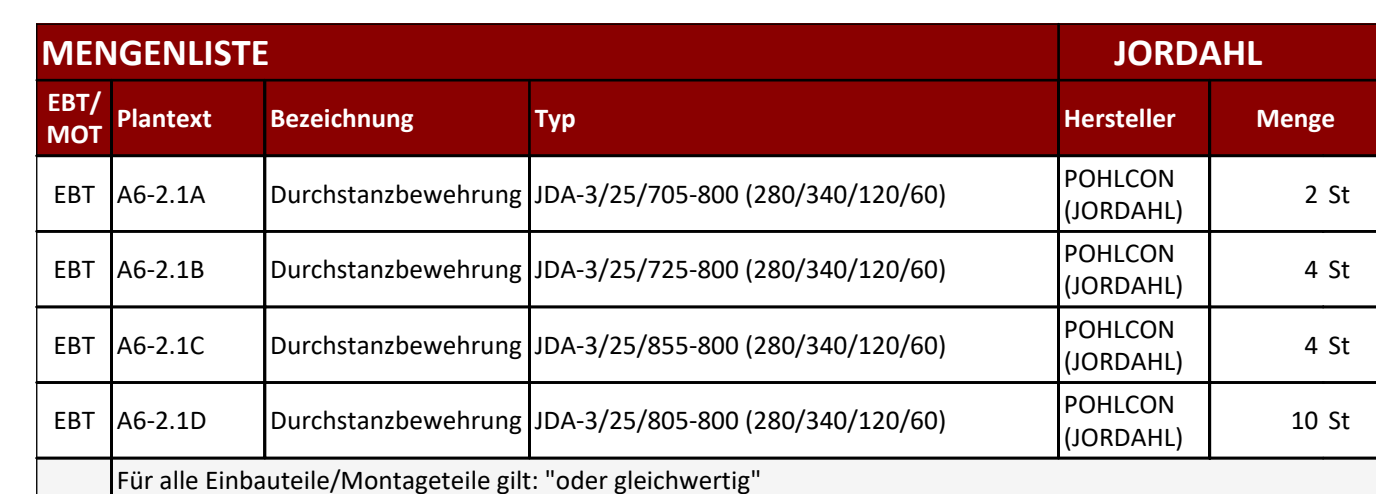 MENGENLISTE JORDAHL
EBT/
MOT Plantext Bezeichnung Typ Hersteller Menge
EBT A6-2.1A Durchstanzbewehrung JDA-3/25/705-800 (280/340/120/60) POHLCON
(JORDAHL) 2 St
EBT A6-2.1B Durchstanzbewehrung JDA-3/25/725-800 (280/340/120/60) POHLCON
(JORDAHL) 4 St
EBT A6-2.1C Durchstanzbewehrung JDA-3/25/855-800 (280/340/120/60) POHLCON
(JORDAHL) 4 St
EBT A6-2.1D Durchstanzbewehrung JDA-3/25/805-800 (280/340/120/60) POHLCON
(JORDAHL) 10 St
Für alle Einbauteile/Montageteile gilt: "oder gleichwertig"